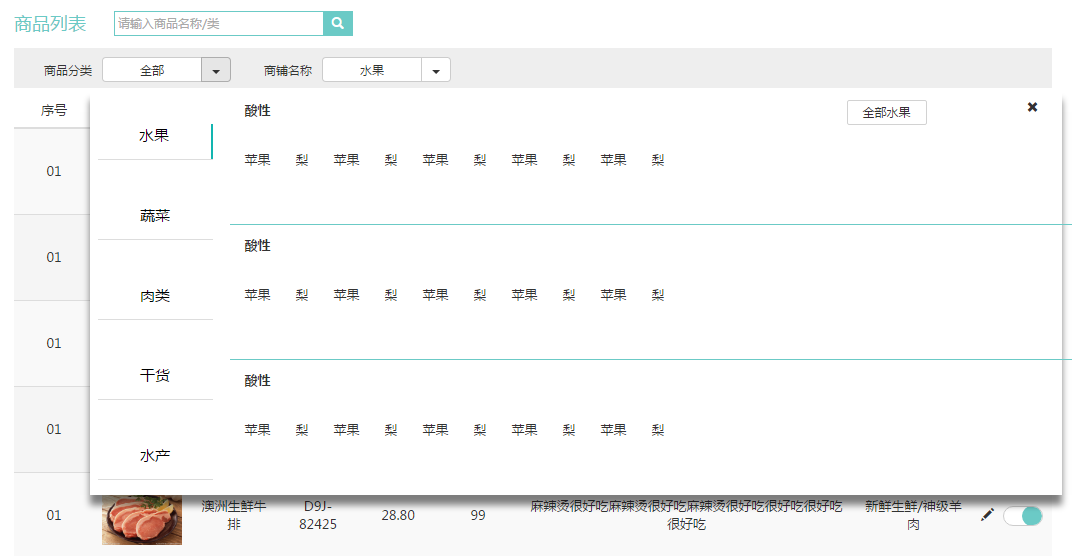 商品列表
请输入商品名称/类
商品分类 全部 商铺名称 水果
序号
水果
蔬菜
肉类
干货
水产
酸性 全部水果
苹果 梨 苹果 梨 苹果 梨 苹果 梨 苹果 梨
酸性
苹果 梨 苹果 梨 苹果 梨 苹果 梨 苹果 梨
酸性
苹果 梨 苹果 梨 苹果 梨 苹果 梨 苹果 梨
01
01
01
01
01
澳洲生鲜牛
排
D9J-
82425
28.80
99
麻辣烫很好吃麻辣烫很好吃麻辣烫很好吃很好吃很好吃
很好吃
新鲜生鲜/神级羊
肉